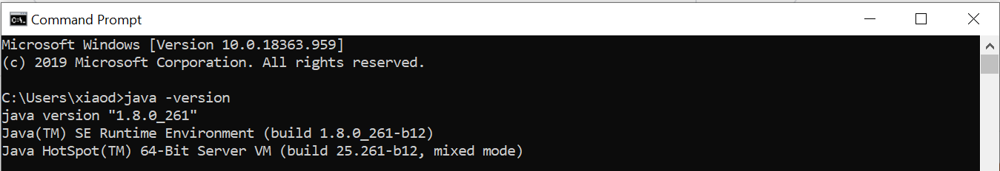 Command Prompt
Microsoft Windows [Version 10.0.18363.959]
(c) 2019 Microsoft Corporation. All rights reserved.
C:\Users\xiaod>java -version
java version "1.8.0_261"
Java(TM) SE Runtime Environment (build 1.8.0_261-b12)
Java HotSpot(TM) 64-Bit Server VM (build 25.261-b12, mixed mode)